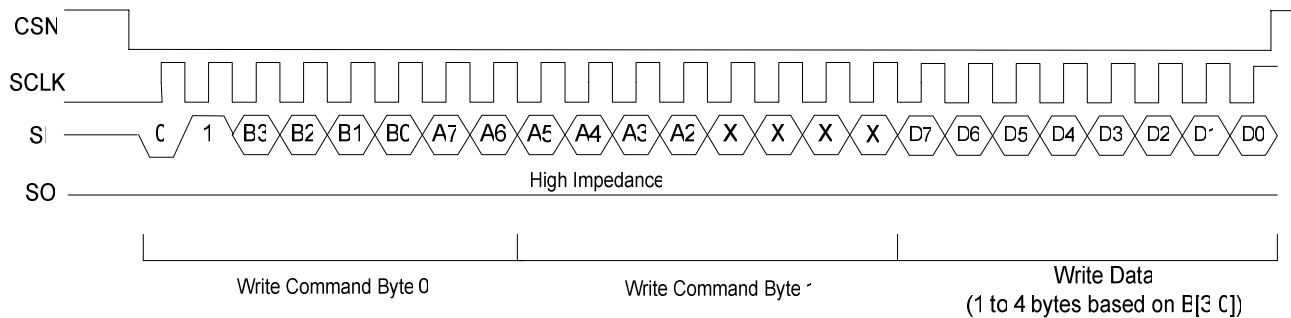 CSN
SCLK
SI 0 1 B3 B2 B1 B0 A7 A6 A5 A4 A3 A2 X X X X D7 D6 D5 D4 D3 D2 D1 D0
SO High Impedance
Write Command Byte 0 Write Command Byte 1 Write Data
(1 to 4 bytes based on B[3 0])